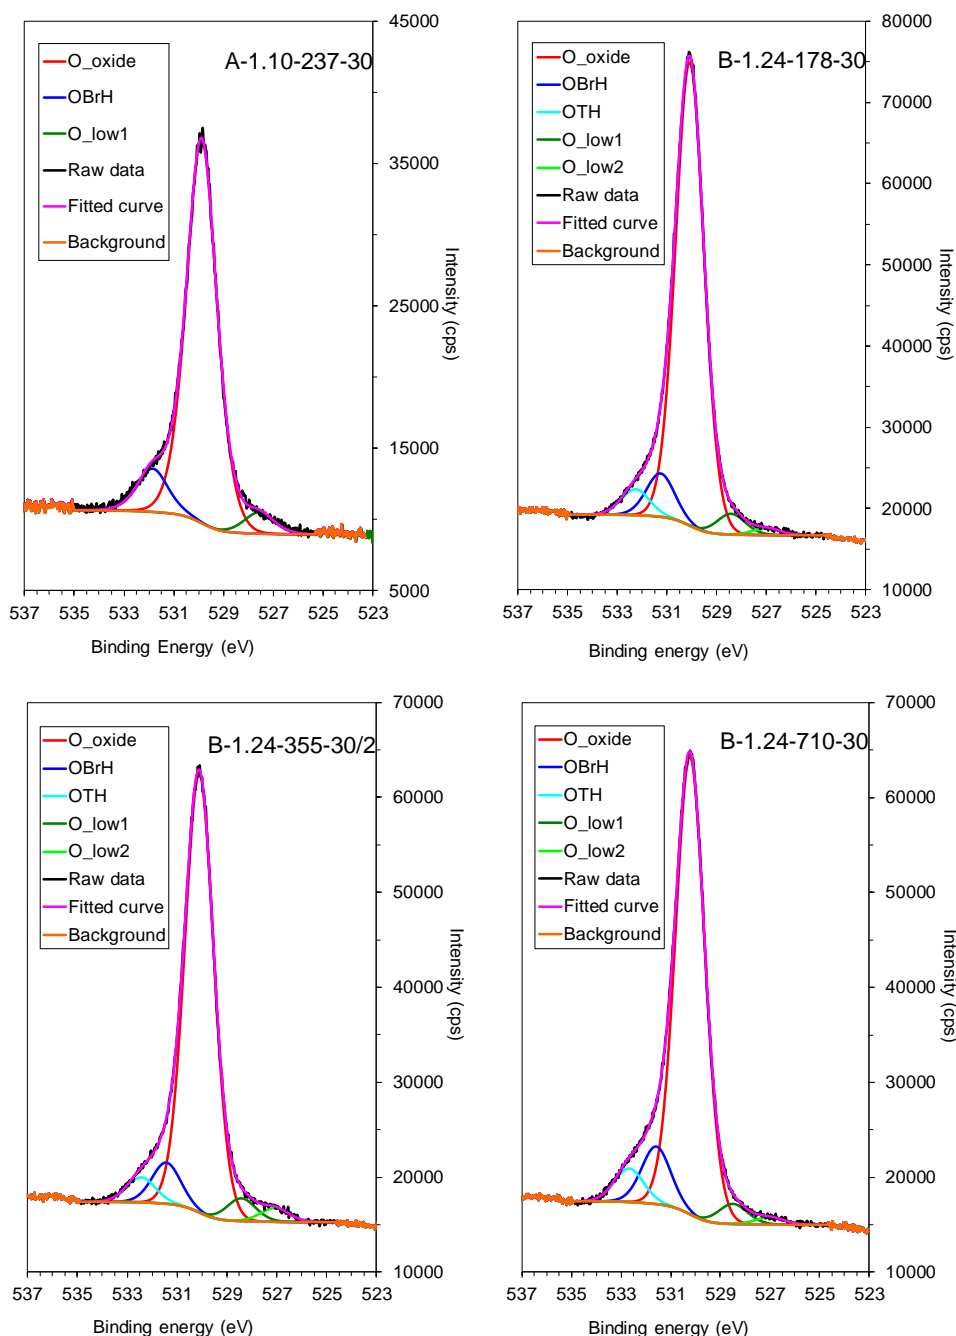 A-1.10-237-30
O_oxide
OBrH
O_low1
Raw data
Fitted curve
Background
45000
35000
25000
15000
5000
Intensity (cps)
537 535 533 531 529 527 525 523
Binding Energy (eV)
B-1.24-178-30
O_oxide
OBrH
OTH
O_low1
O_low2
Raw data
Fitted curve
Background
80000
70000
60000
50000
40000
30000
20000
10000
Intensity (cps)
537 535 533 531 529 527 525 523
Binding energy (eV)
B-1.24-355-30/2
O_oxide
OBrH
OTH
O_low1
O_low2
Raw data
Fitted curve
Background
70000
60000
50000
40000
30000
20000
10000
Intensity (cps)
537 535 533 531 529 527 525 523
Binding energy (eV)
B-1.24-710-30
O_oxide
OBrH
OTH
O_low1
O_low2
Raw data
Fitted curve
Background
70000
60000
50000
40000
30000
20000
10000
Intensity (cps)
537 535 533 531 529 527 525 523
Binding energy (eV)